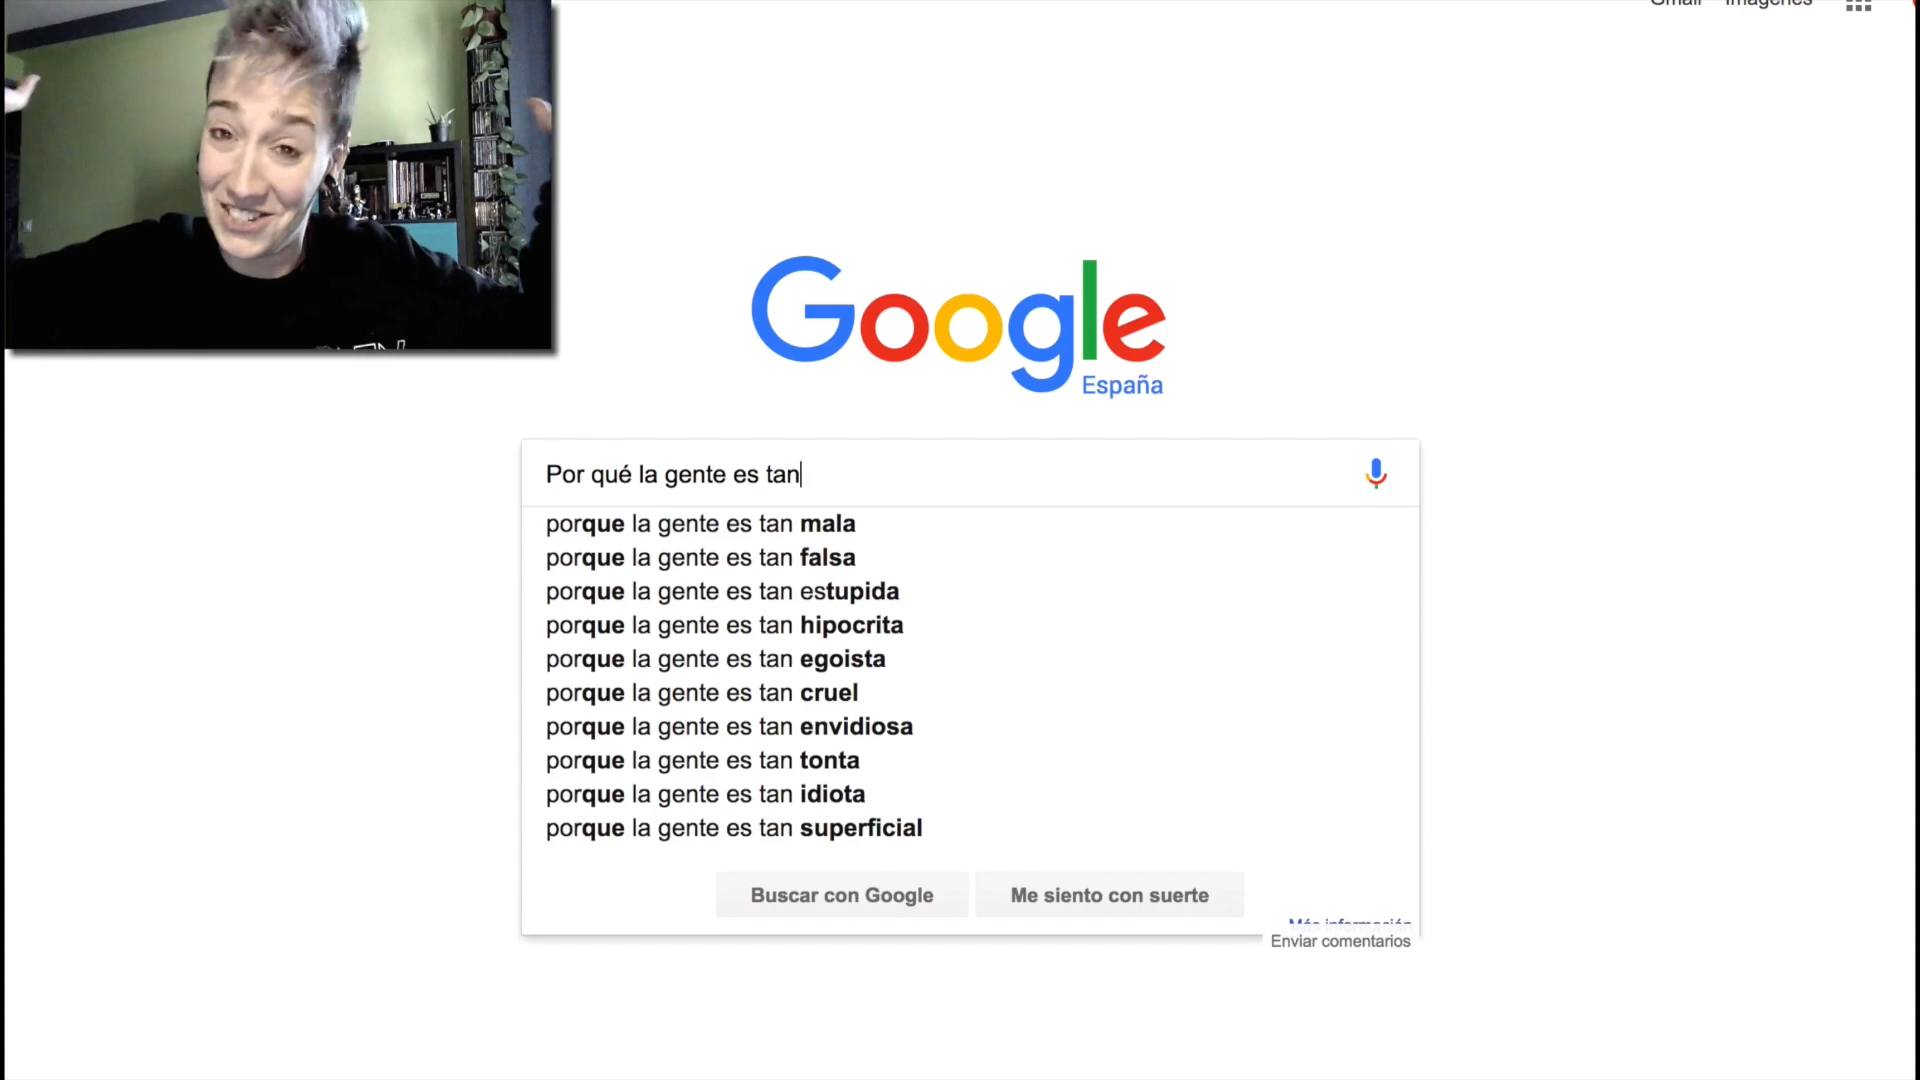 Gmail Imágenes
Google
España
Por qué la gente es tan
porque la gente es tan mala
porque la gente es tan falsa
porque la gente es tan estupida
porque la gente es tan hipocrita
porque la gente es tan egoista
porque la gente es tan cruel
porque la gente es tan envidiosa
porque la gente es tan tonta
porque la gente es tan idiota
porque la gente es tan superficial
Buscar con Google Me siento con suerte
Más información
Enviar comentarios